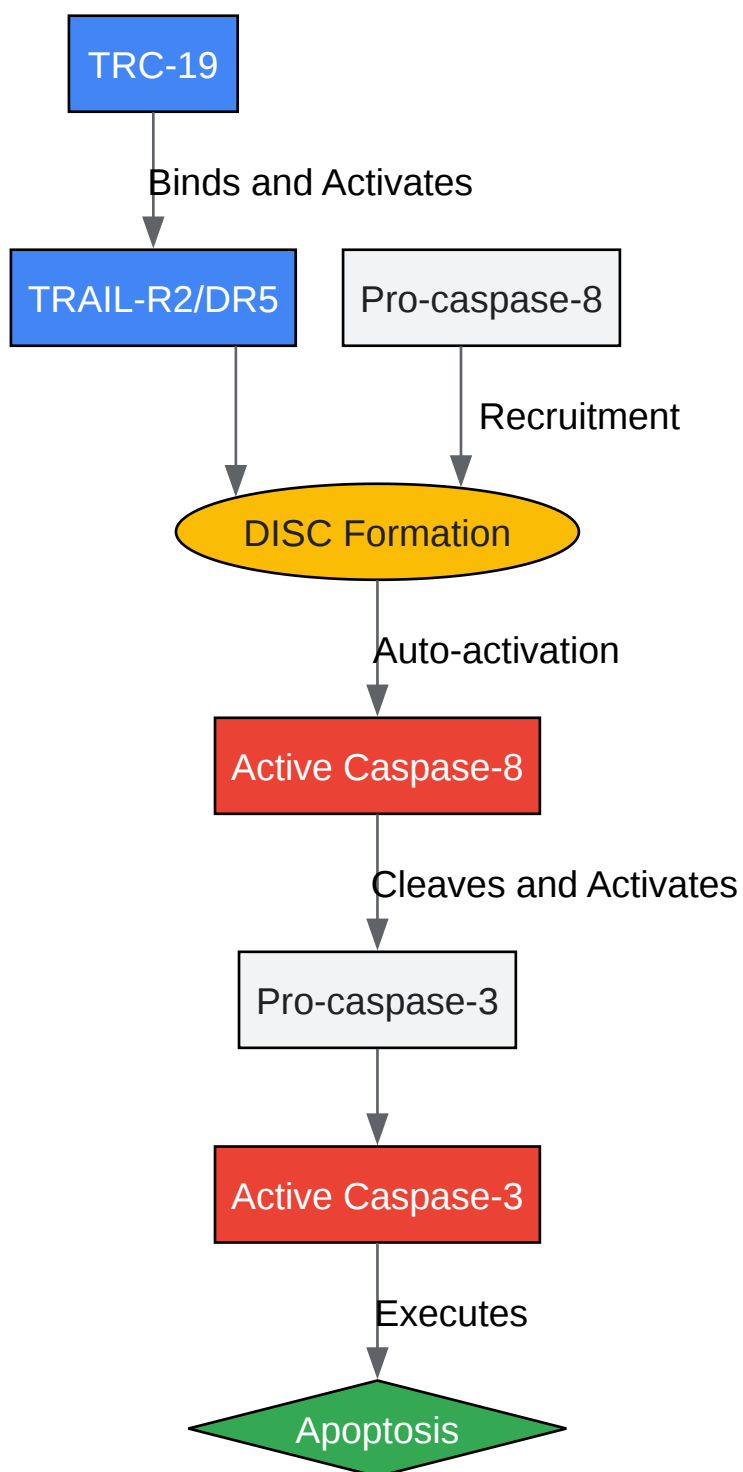 TRC-19
Binds and Activates
TRAIL-R2/DR5
Pro-caspase-8
Recruitment
DISC Formation
Auto-activation
Active Caspase-8
Cleaves and Activates
Pro-caspase-3
Active Caspase-3
Executes
Apoptosis